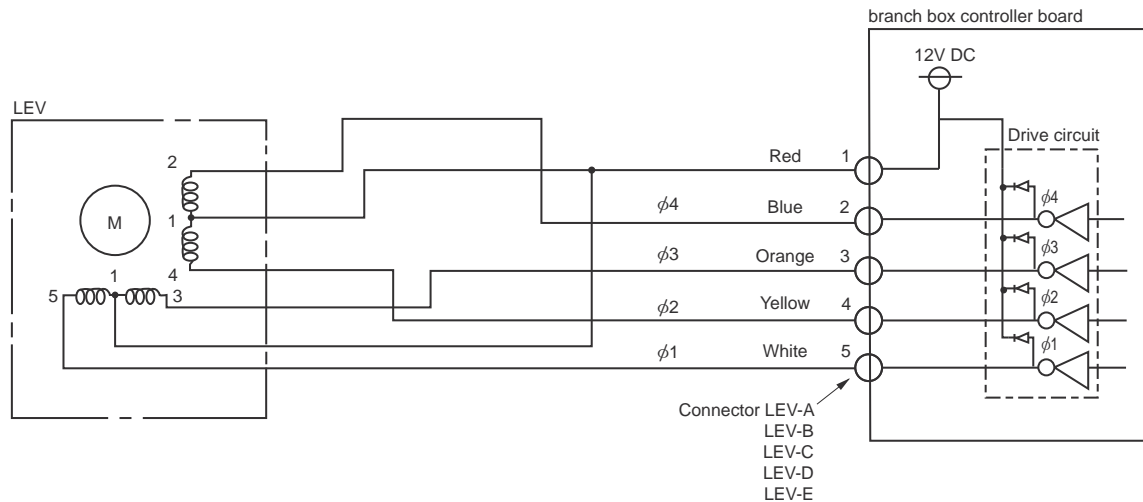 branch box controller board
12V DC
LEV
Drive circuit
2
Red 1
ϕ4
M
1
ϕ4 Blue 2
ϕ3
ϕ3 Orange 3
4
5 1 3
ϕ2
ϕ2 Yellow 4
ϕ1
ϕ1 White 5
Connector LEV-A
LEV-B
LEV-C
LEV-D
LEV-E